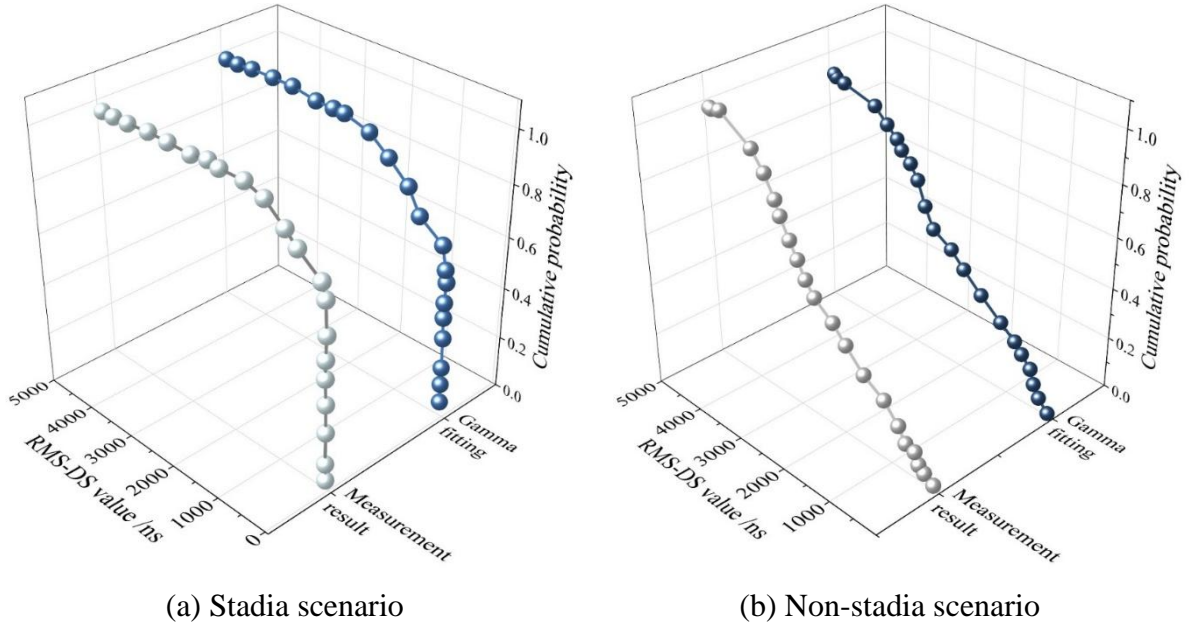 1.0
0.8
0.6
0.4
0.2
0.0
Cumulative probability
5000
4000
3000
2000
1000
0
RMS-DS value /ns
Gamma
fitting
Measurement
result
(a) Stadia scenario
1.0
0.8
0.6
0.4
0.2
0.0
Cumulative probability
5000
4000
3000
2000
1000
RMS-DS value /ns
Gamma
fitting
Measurement
result
(b) Non-stadia scenario